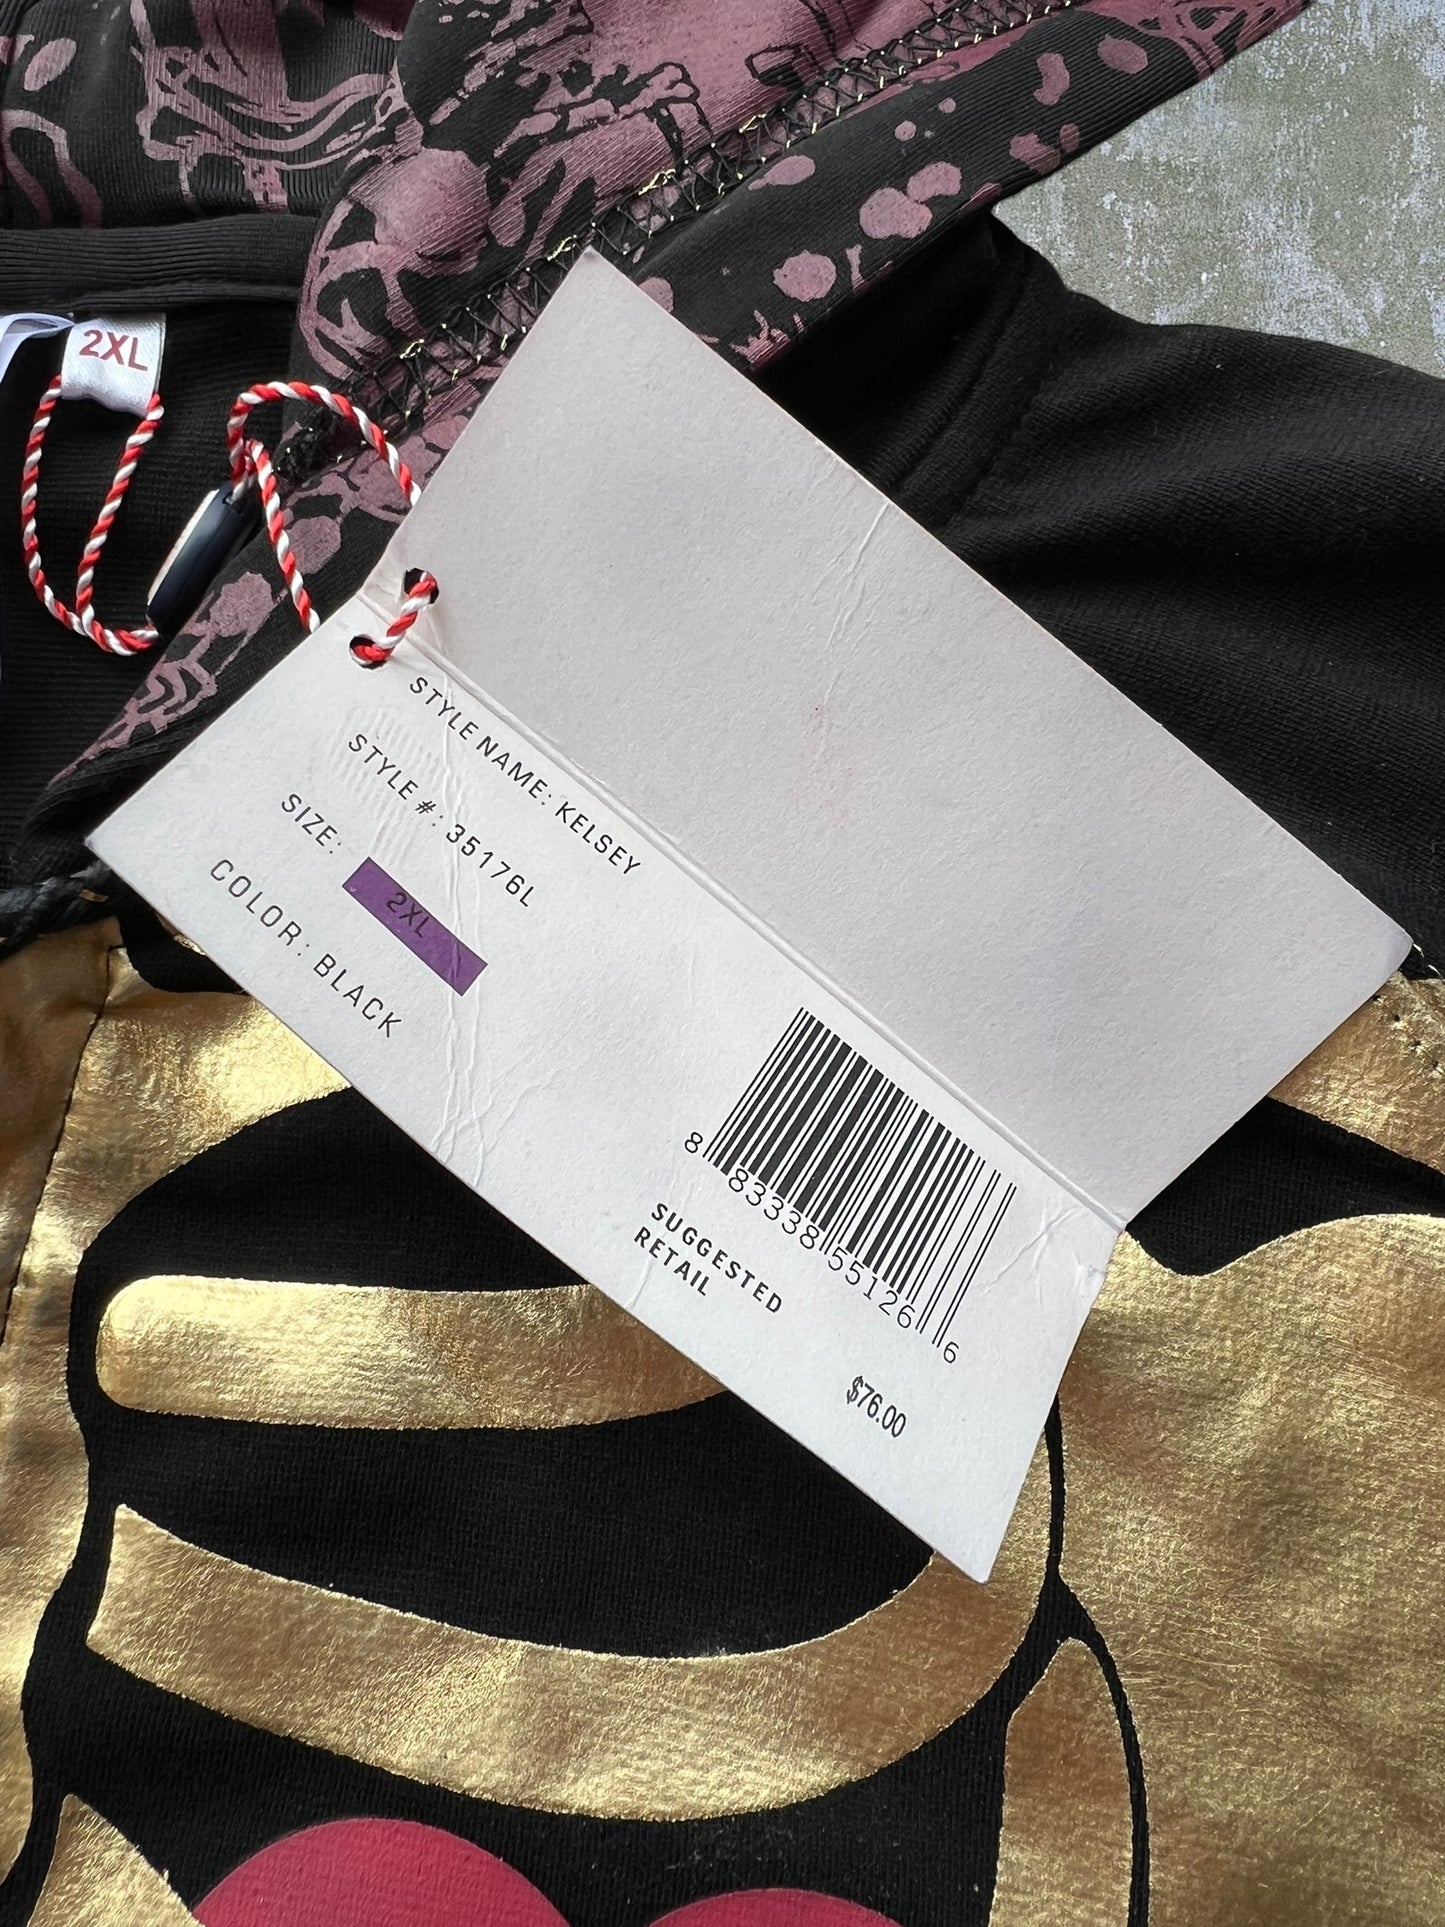 2XL
STYLE NAME: KELSEY
STYLE #: 35176L
SIZE: 2XL
COLOR: BLACK
8 83338 55126 6
SUGGESTED
RETAIL
$76.00